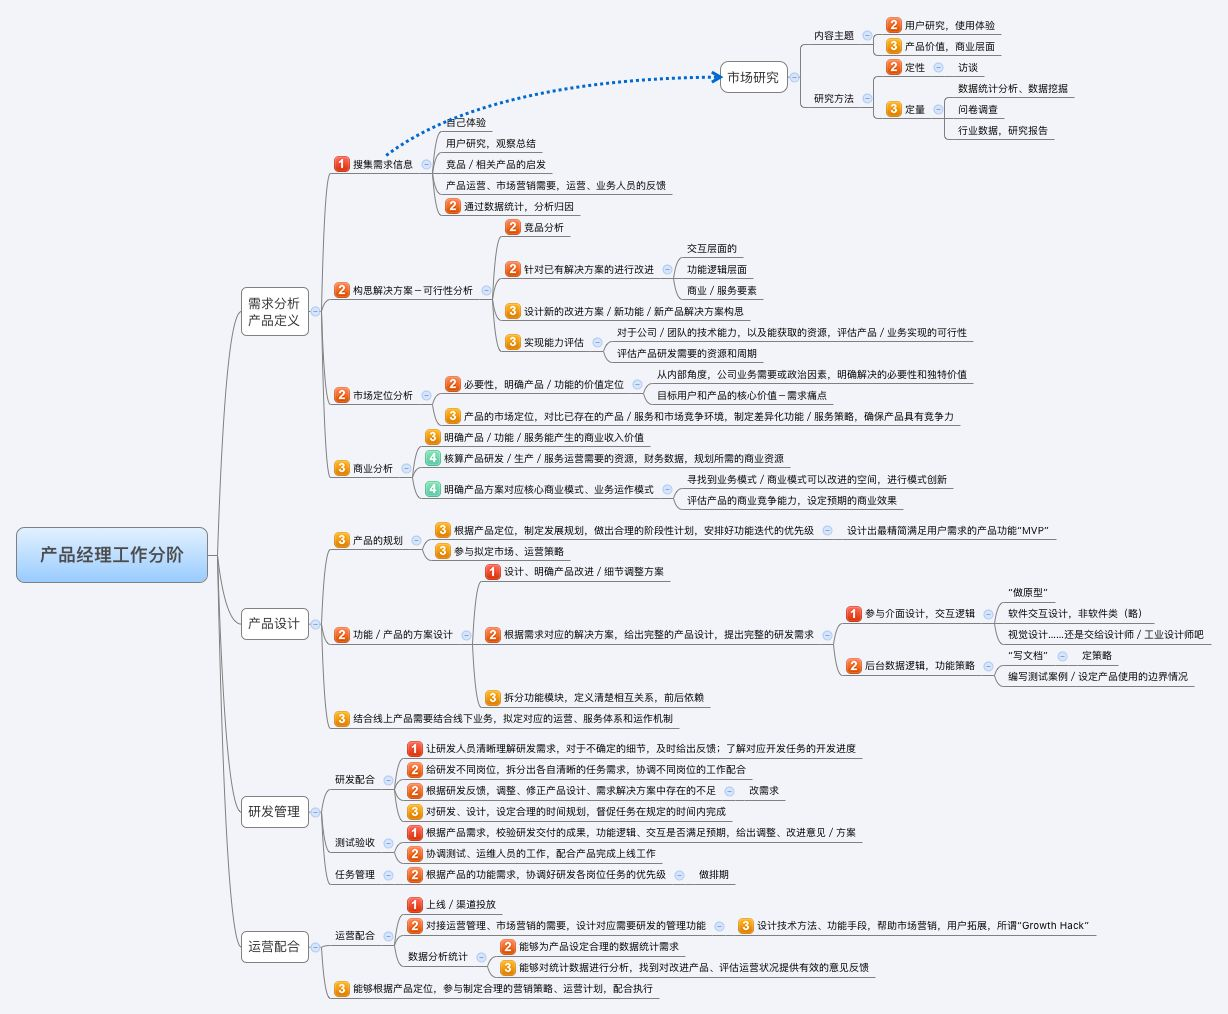 内容主题
2 用户研究，使用体验
3 产品价值，商业层面
市场研究
研究方法
2 定性
访谈
3 定量
数据统计分析、数据挖掘
问卷调查
行业数据，研究报告
产品经理工作分阶
需求分析
产品定义
1 搜集需求信息
自己体验
用户研究，观察总结
竞品 / 相关产品的启发
产品运营、市场营销需要，运营、业务人员的反馈
2 通过数据统计，分析归因
2 构思解决方案－可行性分析
2 竞品分析
2 针对已有解决方案的进行改进
交互层面的
功能逻辑层面
商业 / 服务要素
3 设计新的改进方案 / 新功能 / 新产品解决方案构思
3 实现能力评估
对于公司 / 团队的技术能力，以及能获取的资源，评估产品 / 业务实现的可行性
评估产品研发需要的资源和周期
2 市场定位分析
2 必要性，明确产品 / 功能的价值定位
从内部角度，公司业务需要或政治因素，明确解决的必要性和独特价值
目标用户和产品的核心价值－需求痛点
3 产品的市场定位，对比已存在的产品 / 服务和市场竞争环境，制定差异化功能 / 服务策略，确保产品具有竞争力
3 商业分析
3 明确产品 / 功能 / 服务能产生的商业收入价值
4 核算产品研发 / 生产 / 服务运营需要的资源，财务数据，规划所需的商业资源
4 明确产品方案对应核心商业模式、业务运作模式
寻找到业务模式 / 商业模式可以改进的空间，进行模式创新
评估产品的商业竞争能力，设定预期的商业效果
产品设计
3 产品的规划
3 根据产品定位，制定发展规划，做出合理的阶段性计划，安排好功能迭代的优先级
设计出最精简满足用户需求的产品功能“MVP”
3 参与拟定市场、运营策略
2 功能 / 产品的方案设计
1 设计、明确产品改进 / 细节调整方案
2 根据需求对应的解决方案，给出完整的产品设计，提出完整的研发需求
1 参与介面设计，交互逻辑
“做原型”
软件交互设计，非软件类（略）
视觉设计……还是交给设计师 / 工业设计师吧
2 后台数据逻辑，功能策略
“写文档”
定策略
编写测试案例 / 设定产品使用的边界情况
3 拆分功能模块，定义清楚相互关系，前后依赖
3 结合线上产品需要结合线下业务，拟定对应的运营、服务体系和运作机制
研发管理
研发配合
1 让研发人员清晰理解研发需求，对于不确定的细节，及时给出反馈；了解对应开发任务的开发进度
2 给研发不同岗位，拆分出各自清晰的任务需求，协调不同岗位的工作配合
2 根据研发反馈，调整、修正产品设计、需求解决方案中存在的不足
改需求
3 对研发、设计，设定合理的时间规划，督促任务在规定的时间内完成
测试验收
1 根据产品需求，校验研发交付的成果，功能逻辑、交互是否满足预期，给出调整、改进意见 / 方案
2 协调测试、运维人员的工作，配合产品完成上线工作
任务管理
2 根据产品的功能需求，协调好研发各岗位任务的优先级
做排期
运营配合
运营配合
1 上线 / 渠道投放
2 对接运营管理、市场营销的需要，设计对应需要研发的管理功能
3 设计技术方法、功能手段，帮助市场营销，用户拓展，所谓“Growth Hack”
数据分析统计
2 能够为产品设定合理的数据统计需求
3 能够对统计数据进行分析，找到对改进产品、评估运营状况提供有效的意见反馈
3 能够根据产品定位，参与制定合理的营销策略、运营计划，配合执行